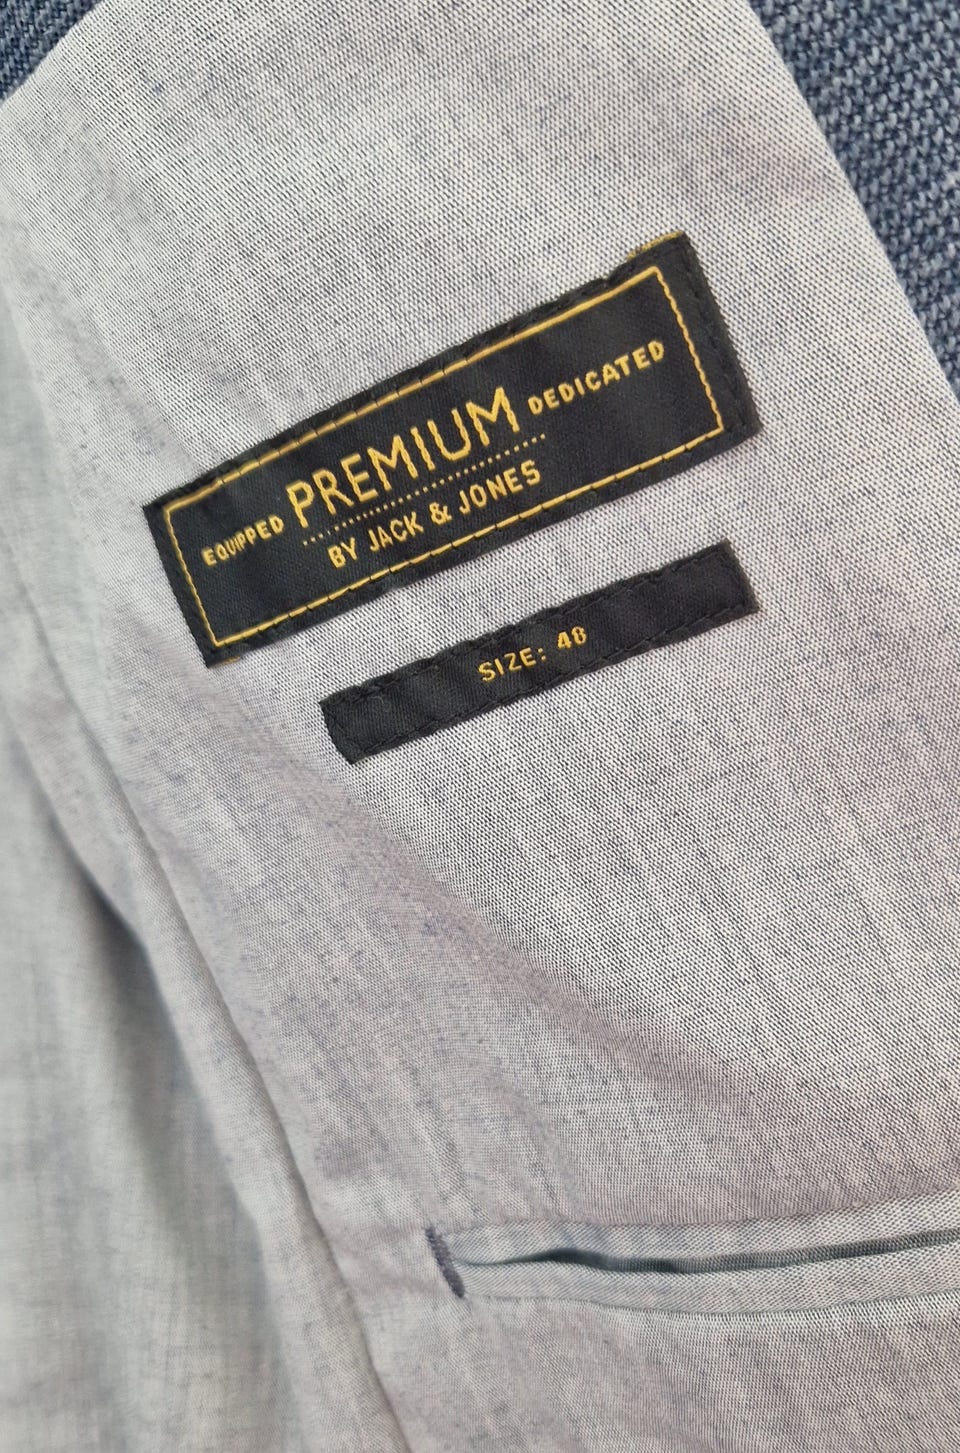 EQUIPPED PREMIUM DEDICATED
BY JACK & JONES
SIZE: 48